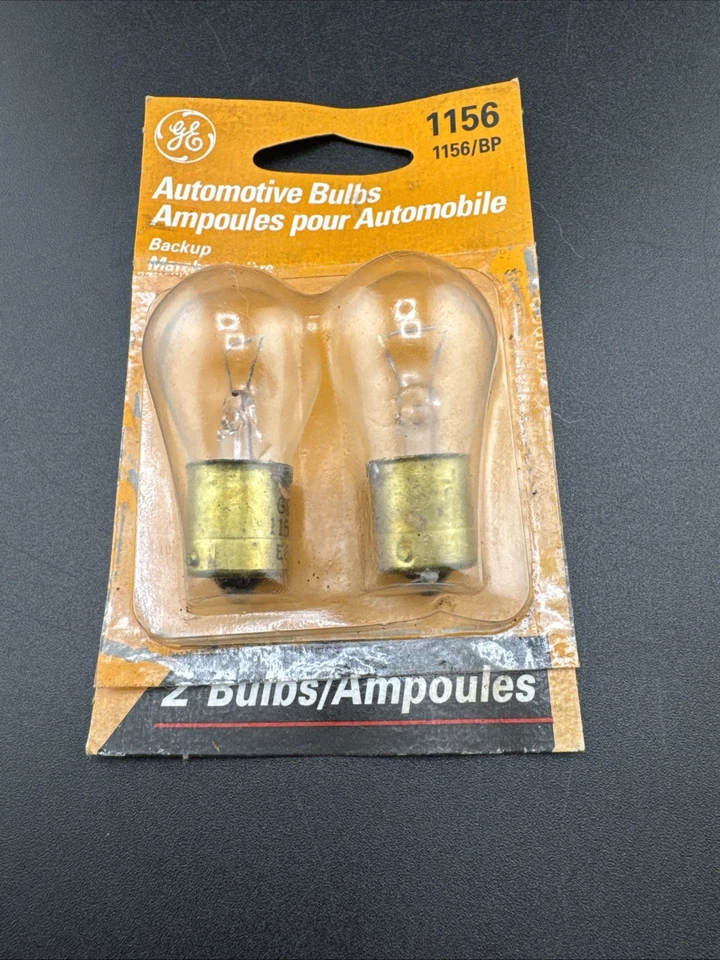 GE
1156
1156/BP
Automotive Bulbs
Ampoules pour Automobile
Backup
2 Bulbs/Ampoules